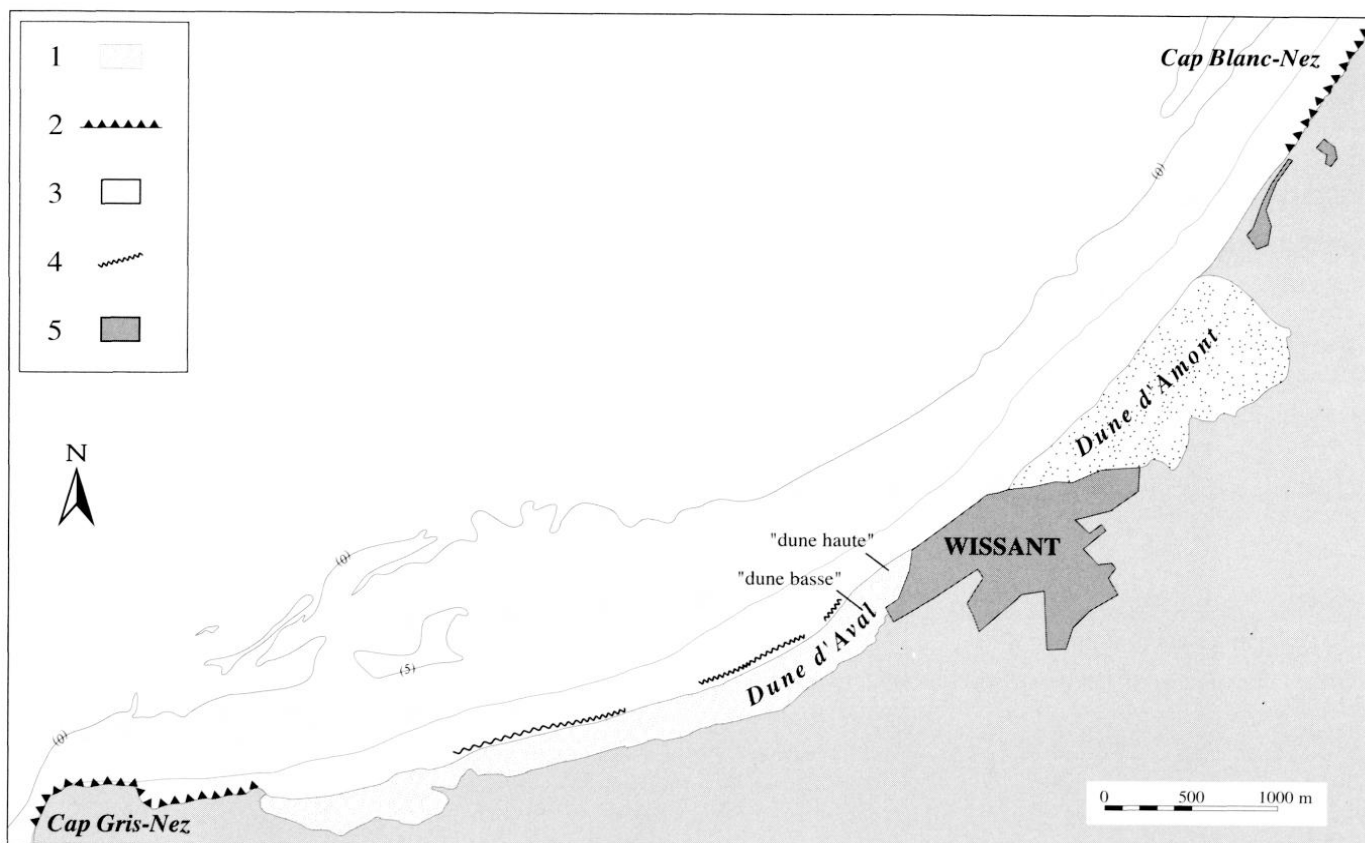 1
2
3
4
5
N
Cap Blanc-Nez
(0)
Dune d'Amont
"dune haute"
WISSANT
"dune basse"
Dune d'Aval
(0)
(5)
(0)
Cap Gris-Nez
0 500 1000 m